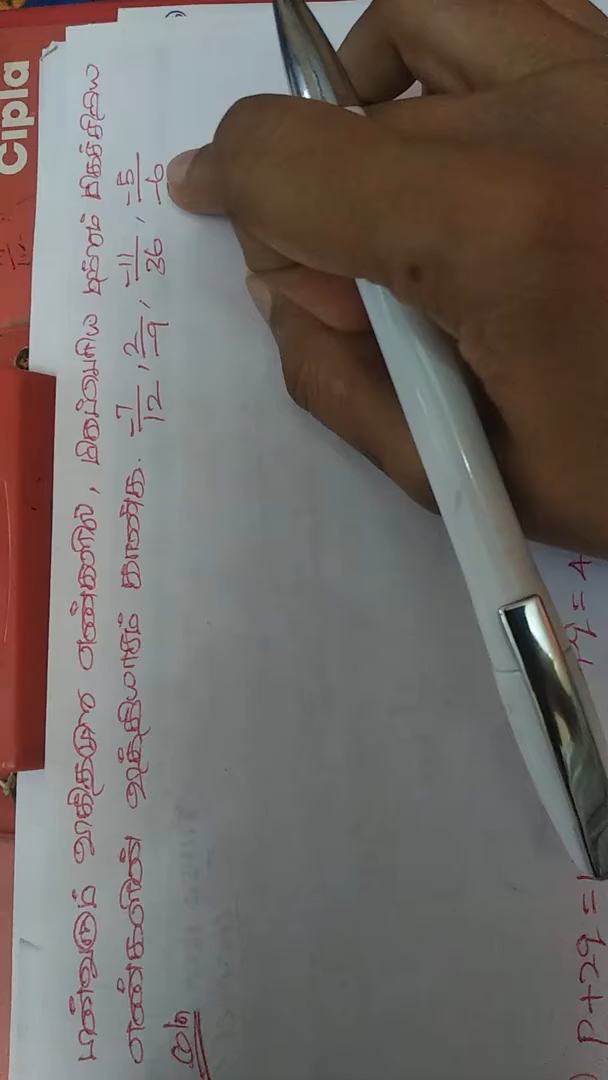 பின்வரும் விகிதமுறு எண்களில், மிகப்பெரிய மற்றும் மிகச்சிறிய
எண்களின் வித்தியாசம் காண்க. -7/12, 2/-9, -11/36, -5/-6
தீர்வு
p+2q=
Cipla